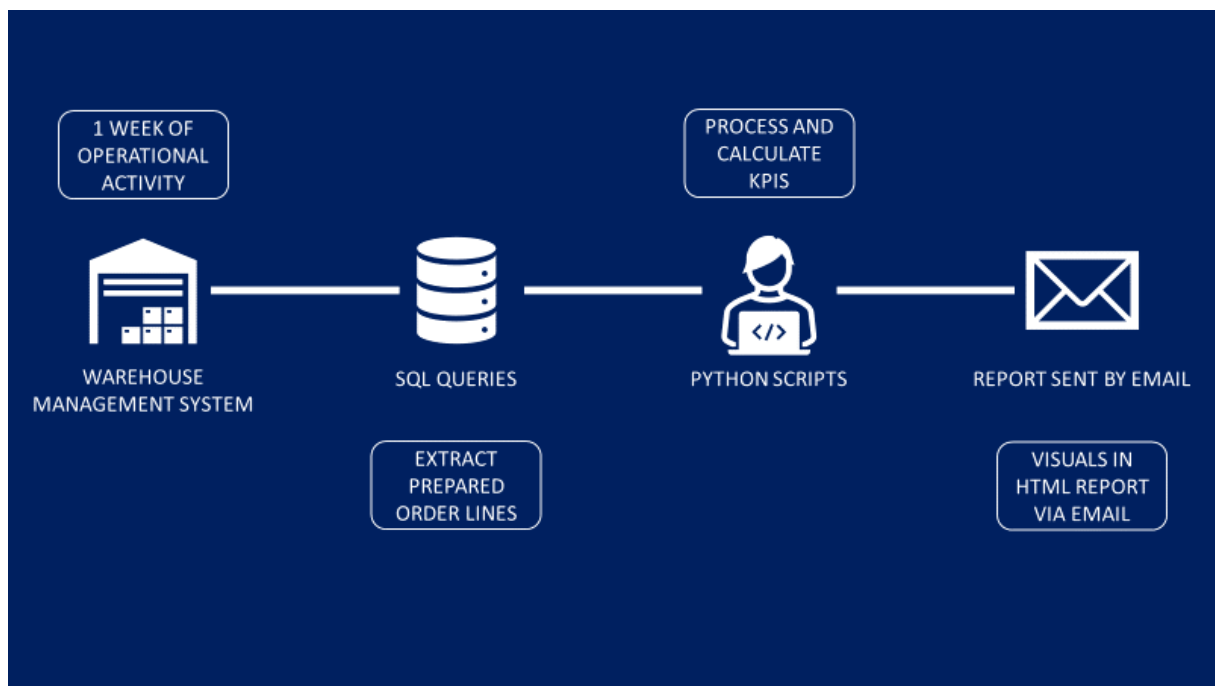 1 WEEK OF
OPERATIONAL
ACTIVITY
PROCESS AND
CALCULATE
KPIS
</>
WAREHOUSE
MANAGEMENT SYSTEM
SQL QUERIES
PYTHON SCRIPTS
REPORT SENT BY EMAIL
EXTRACT
PREPARED
ORDER LINES
VISUALS IN
HTML REPORT
VIA EMAIL